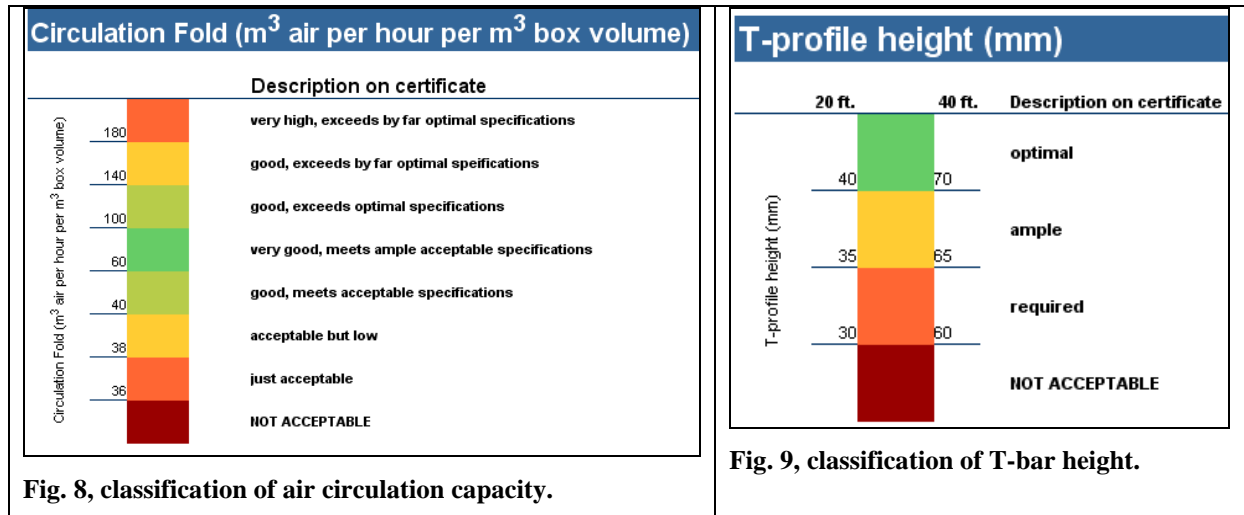 Circulation Fold (m³ air per hour per m³ box volume)
Description on certificate
Circulation Fold (m³ air per hour per m³ box volume)
very high, exceeds by far optimal specifications
180
good, exceeds by far optimal speifications
140
good, exceeds optimal specifications
100
very good, meets ample acceptable specifications
60
good, meets acceptable specifications
40
acceptable but low
38
just acceptable
36
NOT ACCEPTABLE
Fig. 8, classification of air circulation capacity.
T-profile height (mm)
20 ft. 40 ft. Description on certificate
T-profile height (mm)
optimal
40 70
ample
35 65
required
30 60
NOT ACCEPTABLE
Fig. 9, classification of T-bar height.